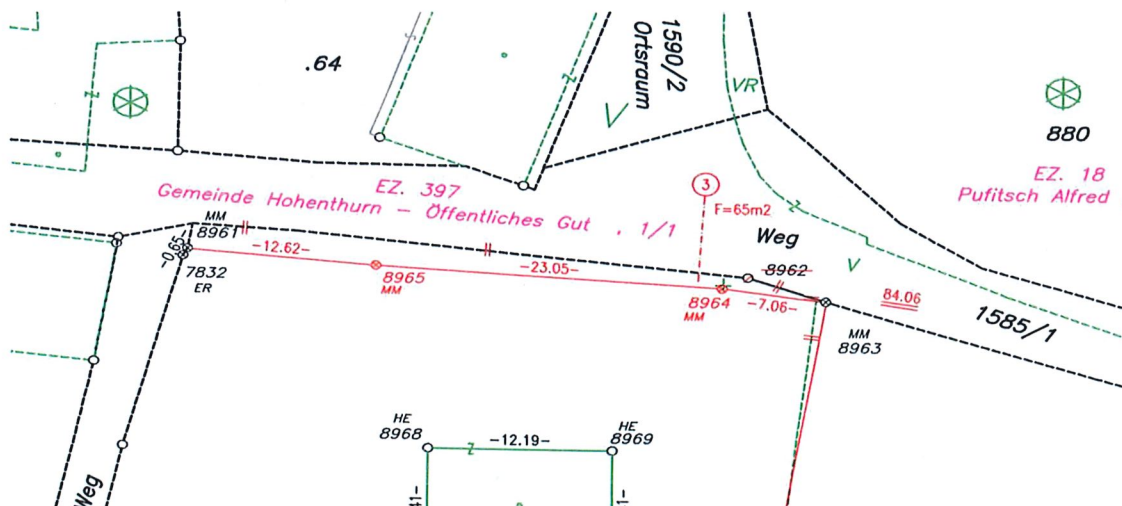 .64
1590/2
Ortsraum
V
VR
880
EZ. 18
Pufitsch Alfred
EZ. 397
Gemeinde Hohenthurn – Öffentliches Gut , 1/1
3
F=65m2
Weg
MM
8961
-0.65-
7832
ER
-12.62-
8965
MM
-23.05-
8962
8964
MM
-7.06-
V
84.06
1585/1
MM
8963
HE
8968
-12.19-
HE
8969
Weg
41-
1-